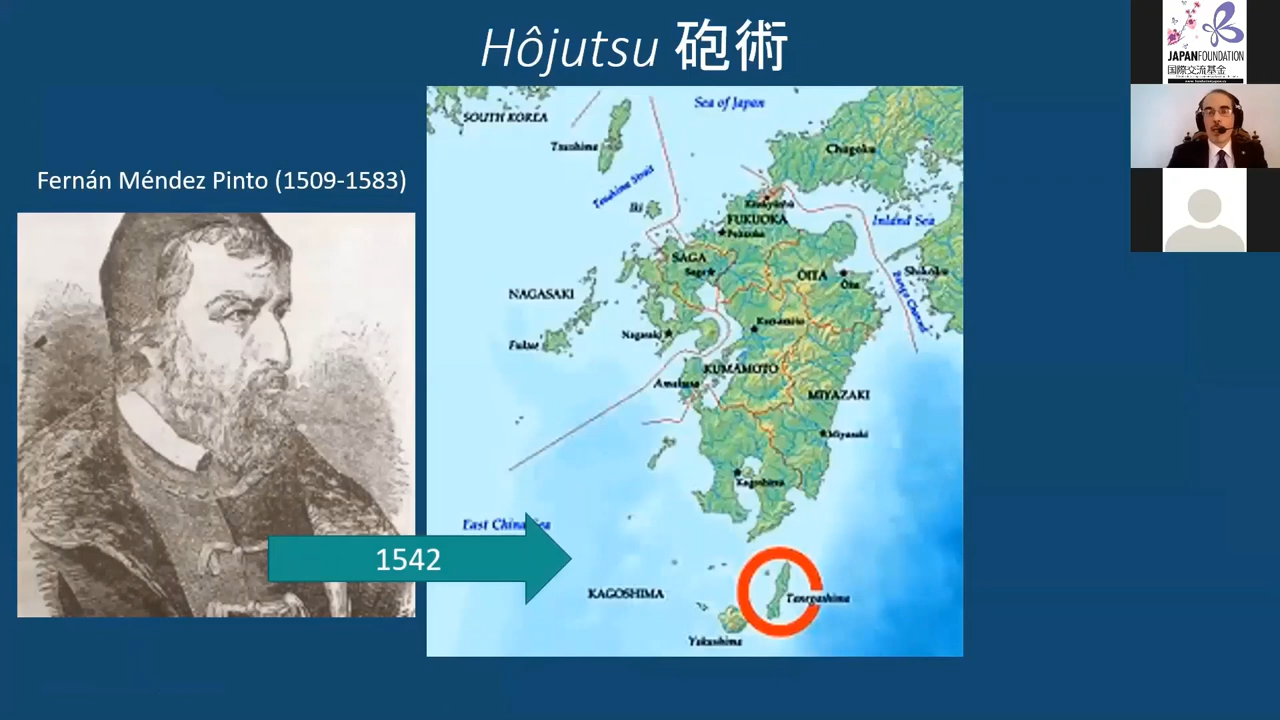 Hôjutsu 砲術
Fernán Méndez Pinto (1509-1583)
1542
Sea of Japan
SOUTH KOREA
Tsushima
Chugoku
Tsushima Strait
Iki
FUKUOKA
Fukuoka
Inland Sea
SAGA
Saga
OITA
Oita
Shikoku
Bungo Channel
NAGASAKI
Nagasaki
Kumamoto
Fukue
KUMAMOTO
Amakusa
MIYAZAKI
Miyazaki
Kagoshima
East China Sea
KAGOSHIMA
Tanegashima
Yakushima
JAPANFOUNDATION
国際交流基金